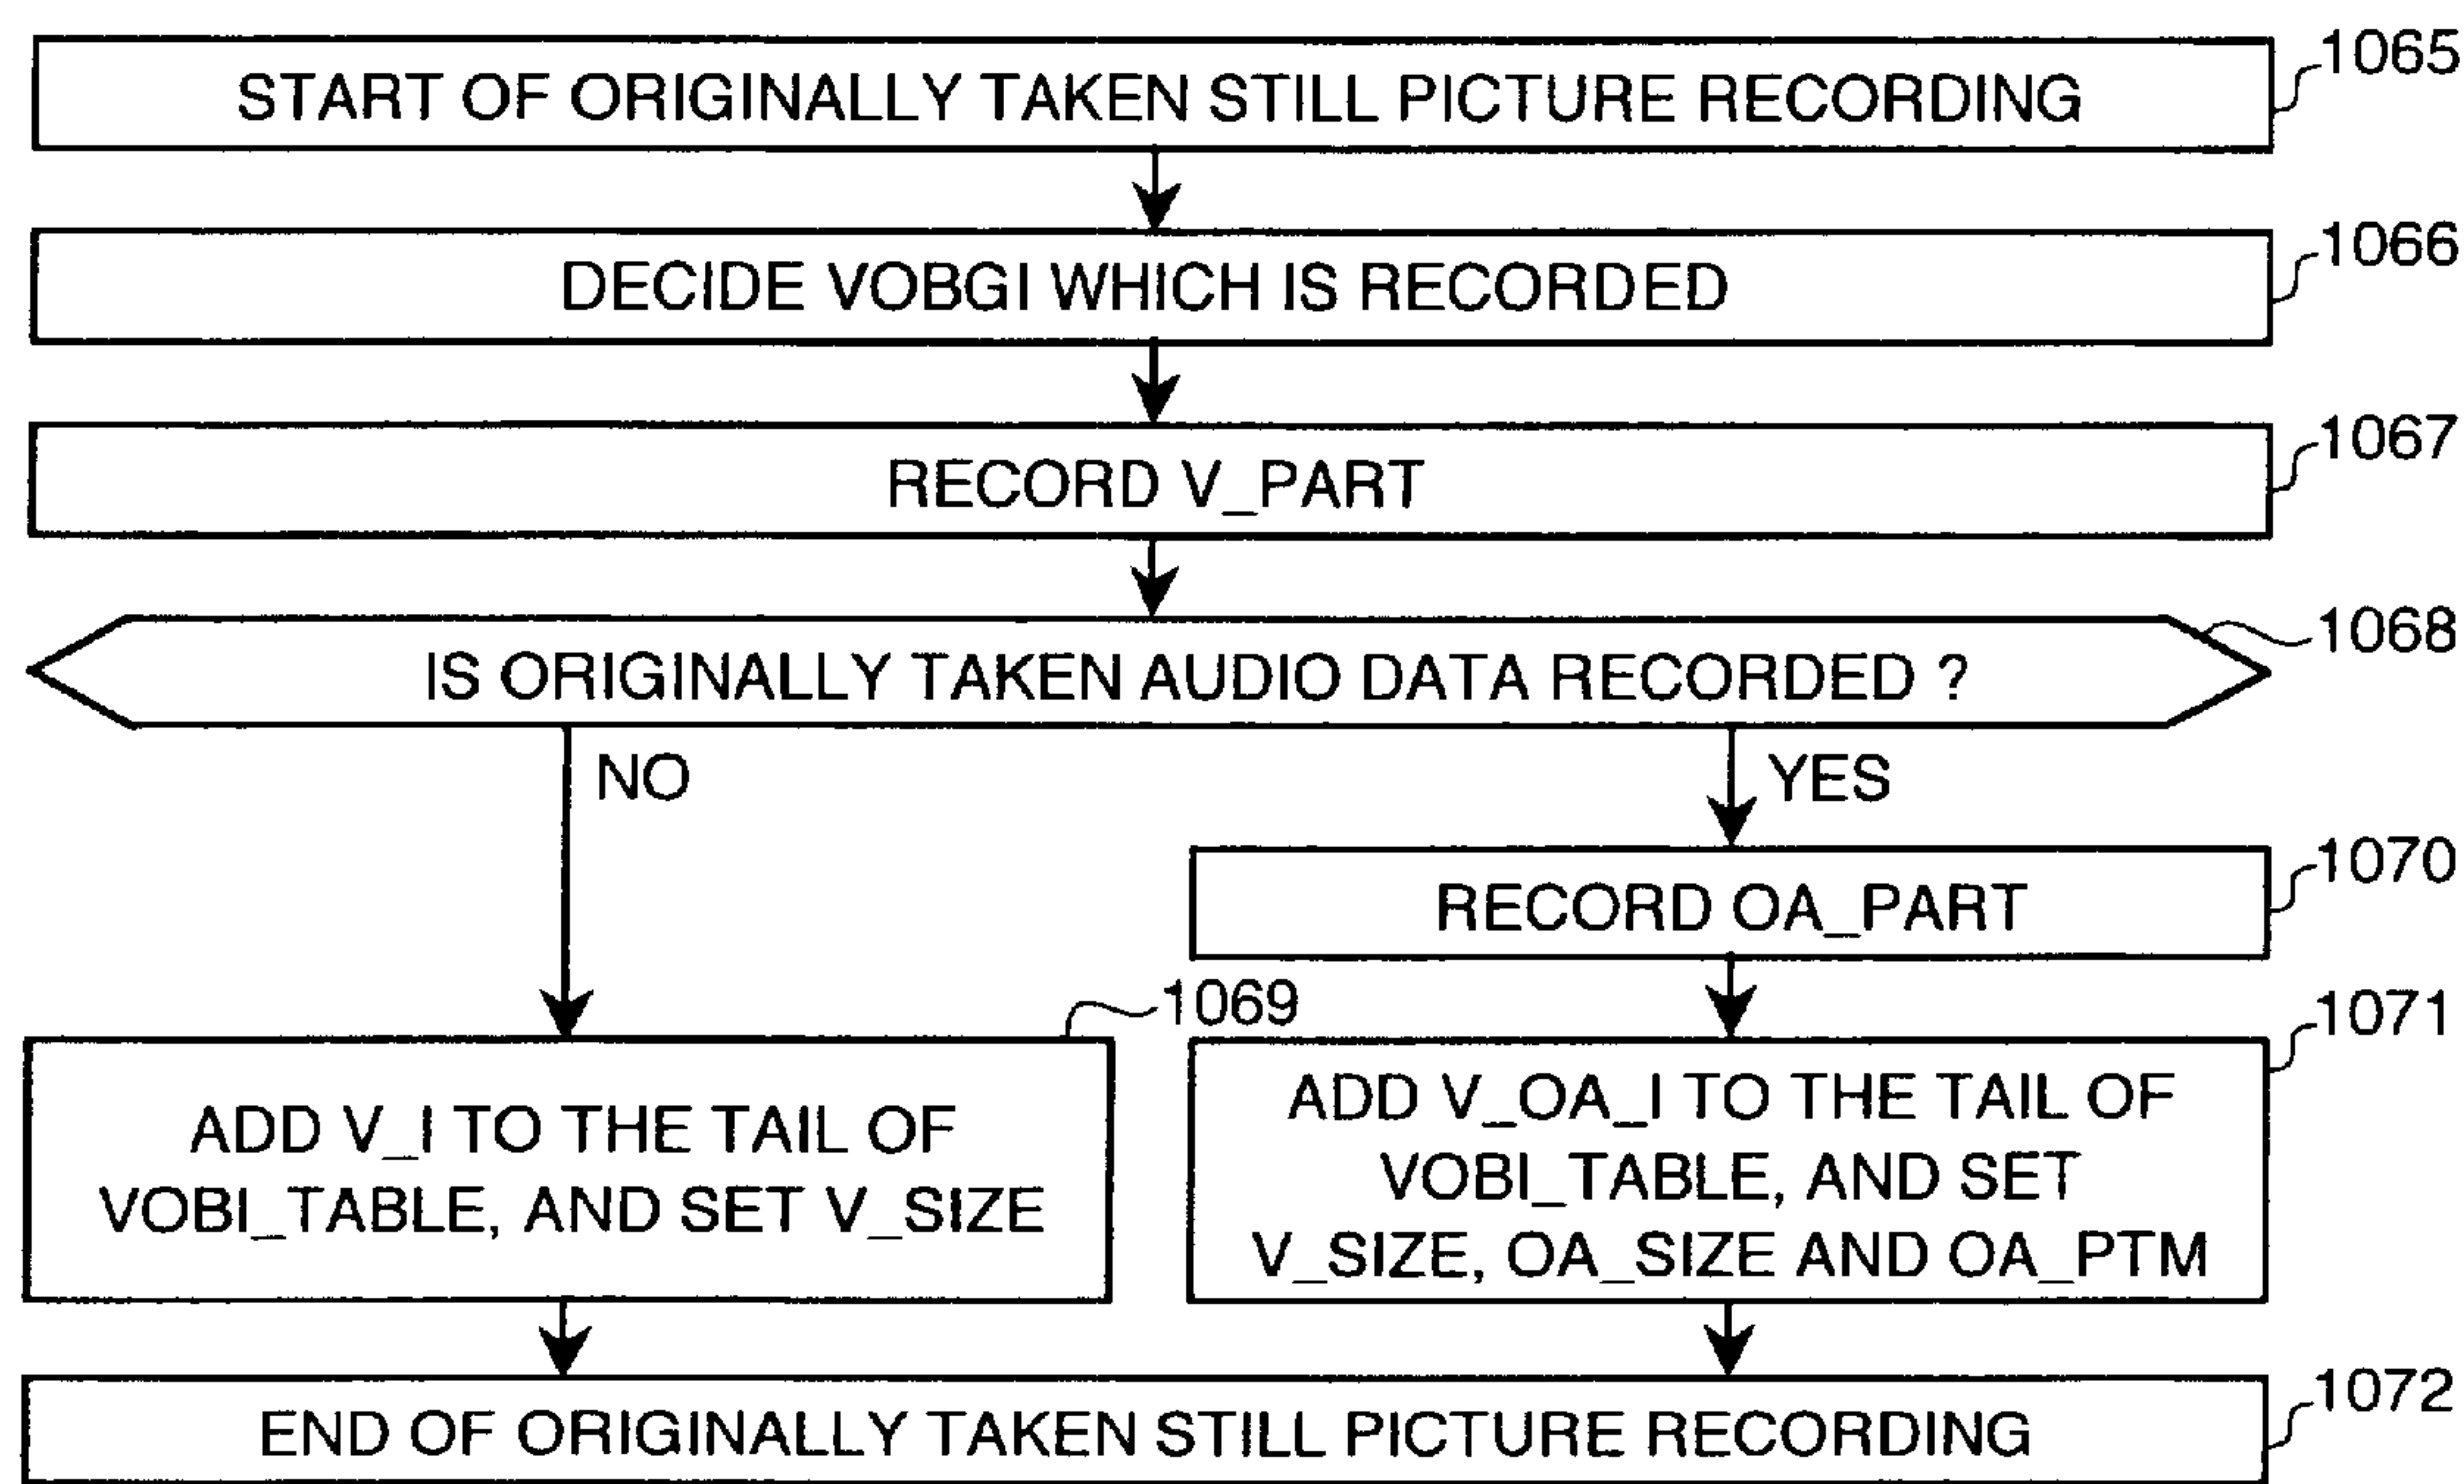 START OF ORIGINALLY TAKEN STILL PICTURE RECORDING
1065
DECIDE VOBGI WHICH IS RECORDED
1066
RECORD V_PART
1067
IS ORIGINALLY TAKEN AUDIO DATA RECORDED ?
1068
NO
YES
RECORD OA_PART
1070
1069
ADD V_I TO THE TAIL OF
VOBI_TABLE, AND SET V_SIZE
1071
ADD V_OA_I TO THE TAIL OF
VOBI_TABLE, AND SET
V_SIZE, OA_SIZE AND OA_PTM
END OF ORIGINALLY TAKEN STILL PICTURE RECORDING
1072